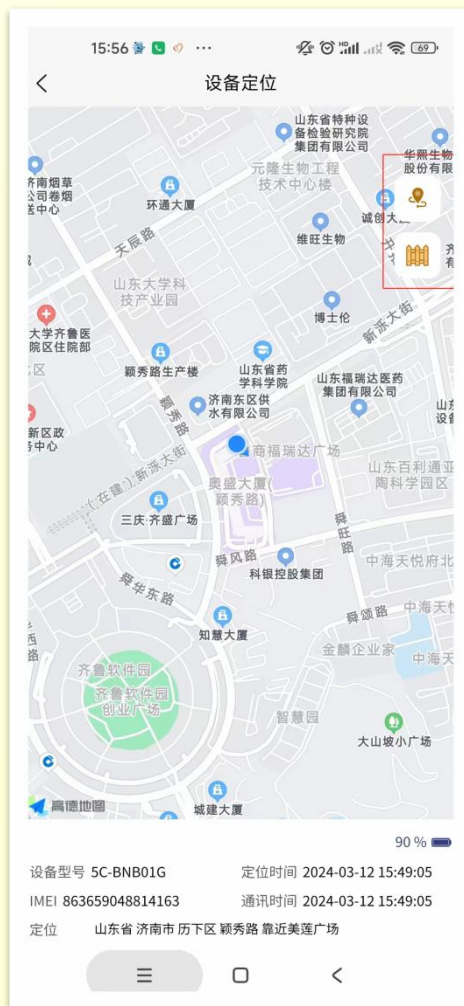 15:56
69
设备定位
山东省特种设
备检验研究院
集团有限公司
华熙生物
股份有限
元隆生物工程
技术中心楼
济南烟草
公司卷烟
送中心
环通大厦
诚创大厦
维旺生物
天辰路
山东大学科
技产业园
博士伦
新泺大街
大学齐鲁医
院区住院部
颖秀路生产楼
山东省药
学科学院
山东福瑞达医药
集团有限公司
济南东区供
水有限公司
颖秀路
新区政
务中心
商福瑞达广场
(在建)新泺大街
奥盛大厦(
颖秀路)
山东百利通亚
陶科学园区
三庆·齐盛广场
舜旺路
舜风路
科银控股集团
中海天悦府北
舜华东路
舜颂路
中海天悦
知慧大厦
金麟企业家
中海天
齐鲁软件园
齐鲁软件园
创业广场
智慧园
大山坡小广场
高德地图
城建大厦
90 %
设备型号 5C-BNB01G 定位时间 2024-03-12 15:49:05
IMEI 863659048814163 通讯时间 2024-03-12 15:49:05
定位 山东省 济南市 历下区 颖秀路 靠近美莲广场